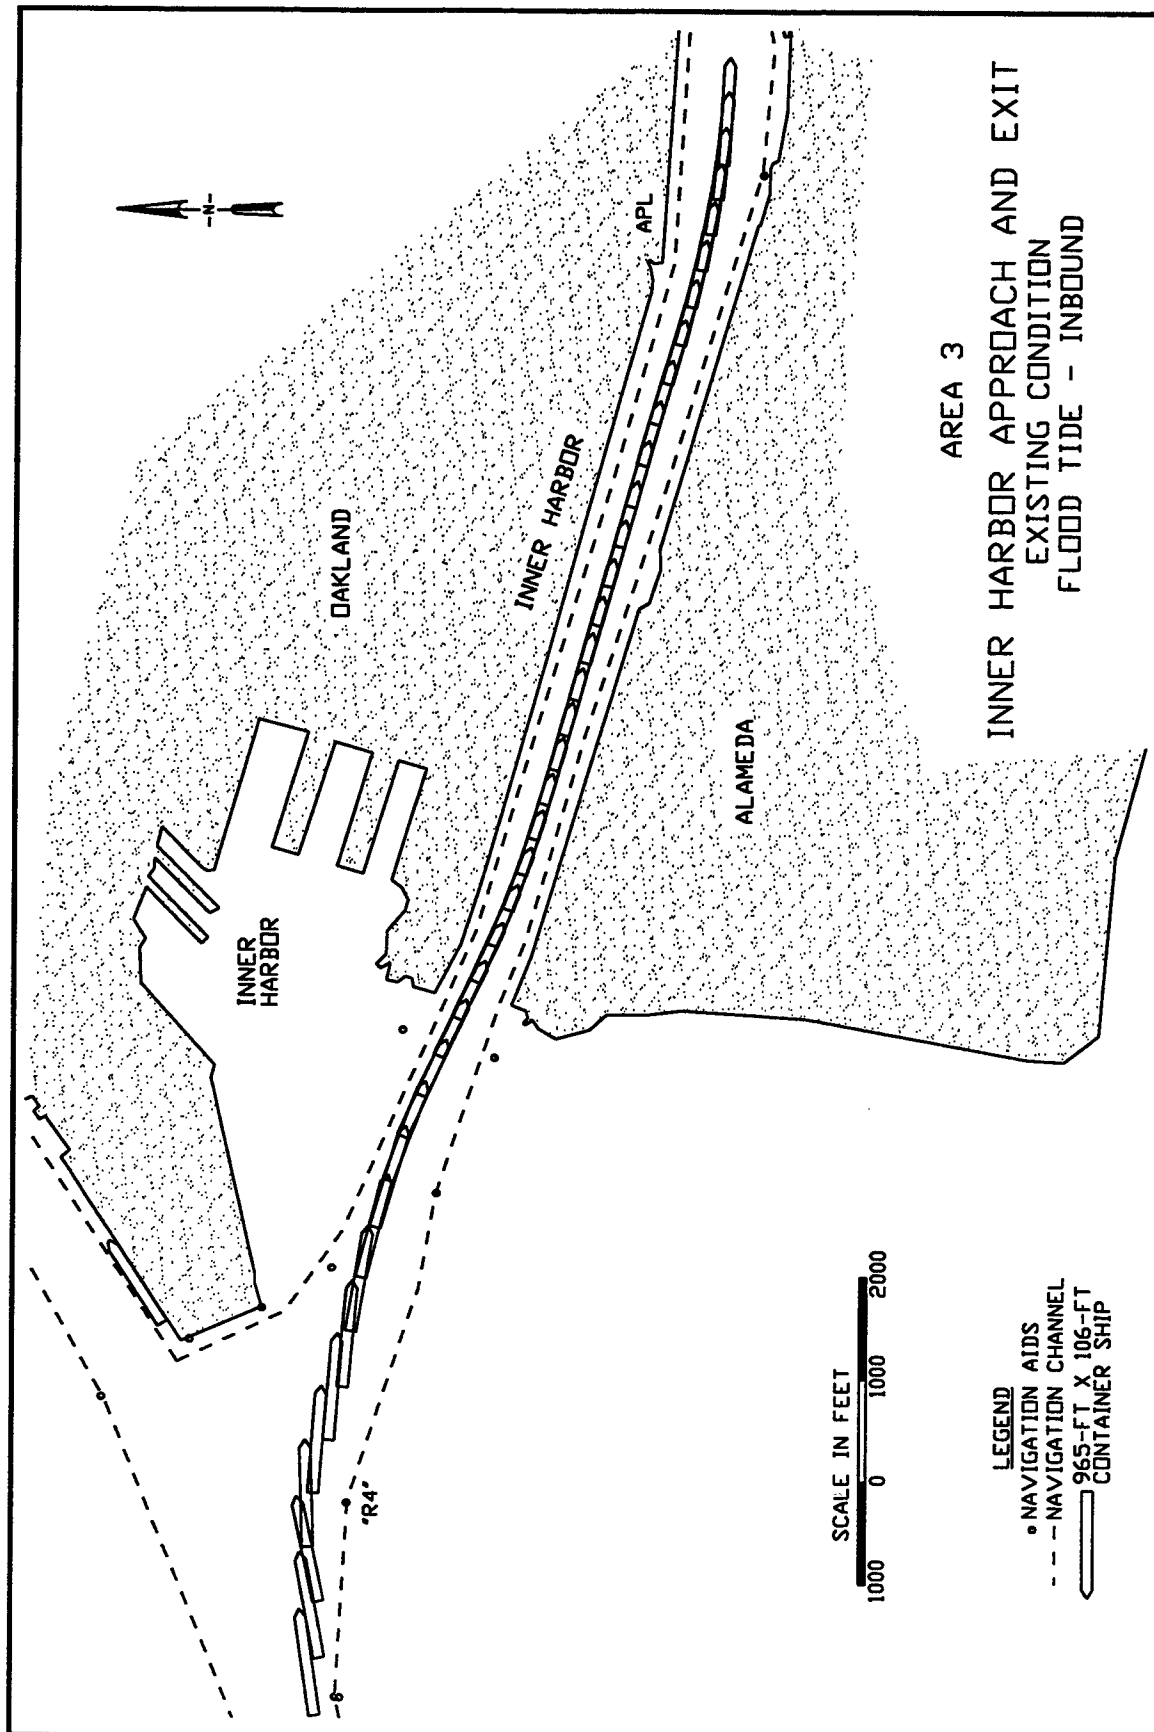 -N-
APL
OAKLAND
INNER HARBOR
INNER
HARBOR
ALAMEDA
"R4"
6
AREA 3
INNER HARBOR APPROACH AND EXIT
EXISTING CONDITION
FLOOD TIDE - INBOUND
SCALE IN FEET
1000 0 1000 2000
LEGEND
NAVIGATION AIDS
NAVIGATION CHANNEL
965-FT X 106-FT
CONTAINER SHIP